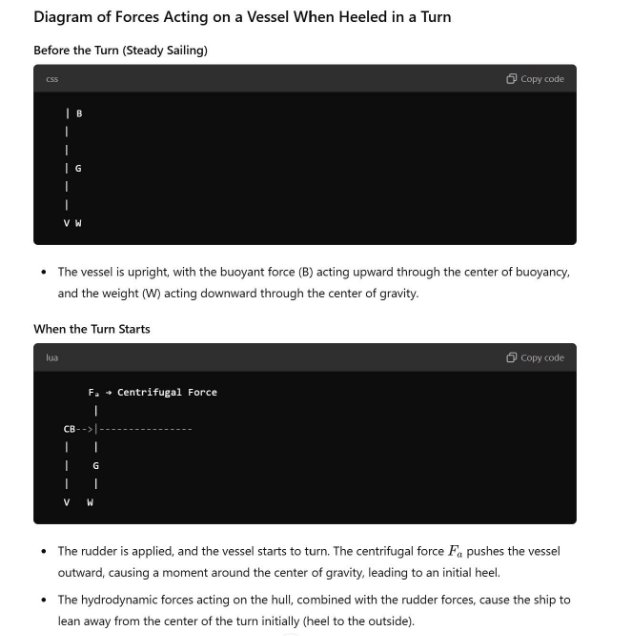 Diagram of Forces Acting on a Vessel When Heeled in a Turn
Before the Turn (Steady Sailing)
css
Copy code
| B
|
|
| G
|
|
V W
• The vessel is upright, with the buoyant force (B) acting upward through the center of buoyancy,
and the weight (W) acting downward through the center of gravity.
When the Turn Starts
lua
Copy code
Fₐ → Centrifugal Force
|
CB-->|----------------
| |
| G
| |
V W
• The rudder is applied, and the vessel starts to turn. The centrifugal force Fₐ pushes the vessel
outward, causing a moment around the center of gravity, leading to an initial heel.
• The hydrodynamic forces acting on the hull, combined with the rudder forces, cause the ship to
lean away from the center of the turn initially (heel to the outside).